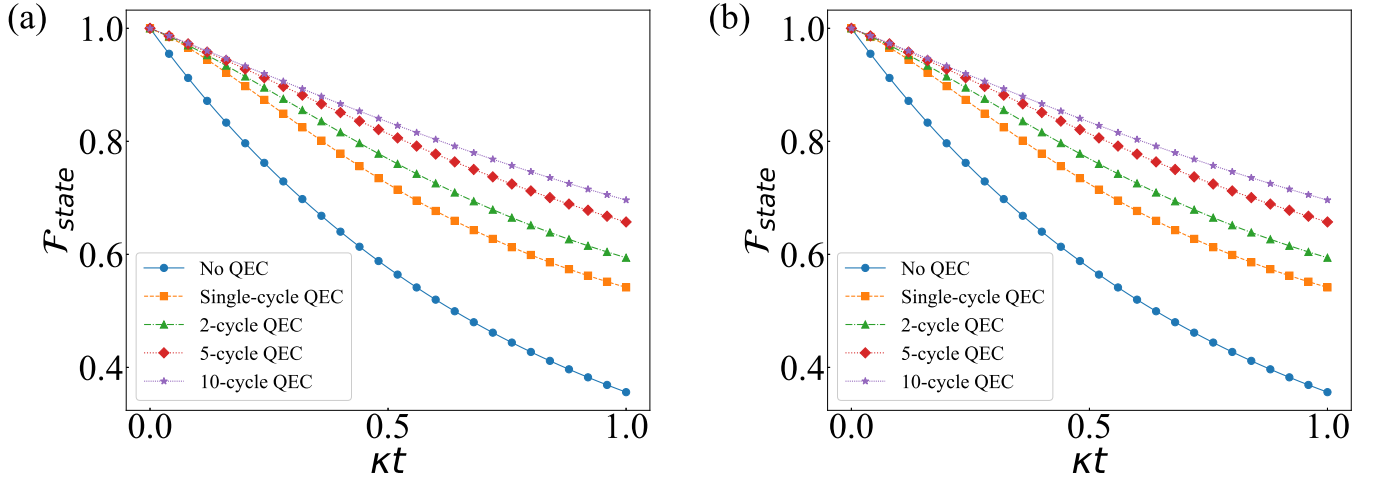 (a)
1.0
0.8
0.6
0.4
ℱstate
No QEC
Single-cycle QEC
2-cycle QEC
5-cycle QEC
10-cycle QEC
0.0 0.5 1.0
κt
(b)
1.0
0.8
0.6
0.4
ℱstate
No QEC
Single-cycle QEC
2-cycle QEC
5-cycle QEC
10-cycle QEC
0.0 0.5 1.0
κt